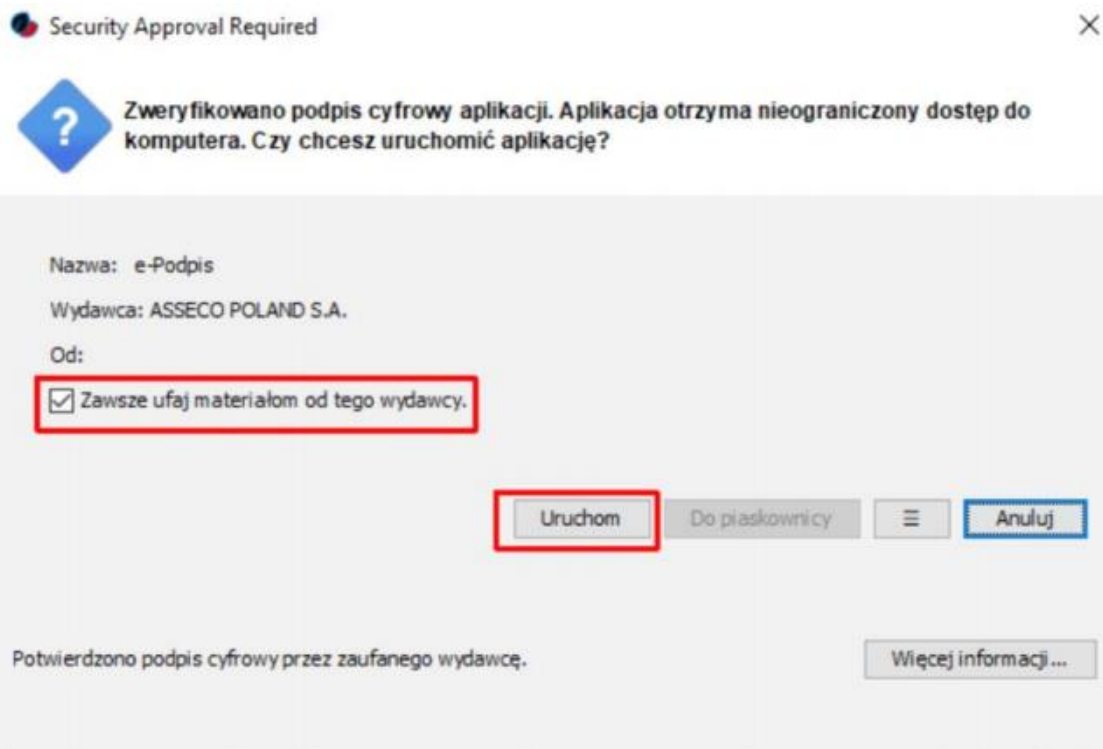 Security Approval Required
Zweryfikowano podpis cyfrowy aplikacji. Aplikacja otrzyma nieograniczony dostęp do
komputera. Czy chcesz uruchomić aplikację?
Nazwa: e-Podpis
Wydawca: ASSECO POLAND S.A.
Od:
Zawsze ufaj materiałom od tego wydawcy.
Uruchom Do piaskownicy Anuluj
Potwierdzono podpis cyfrowy przez zaufanego wydawcę. Więcej informacji...